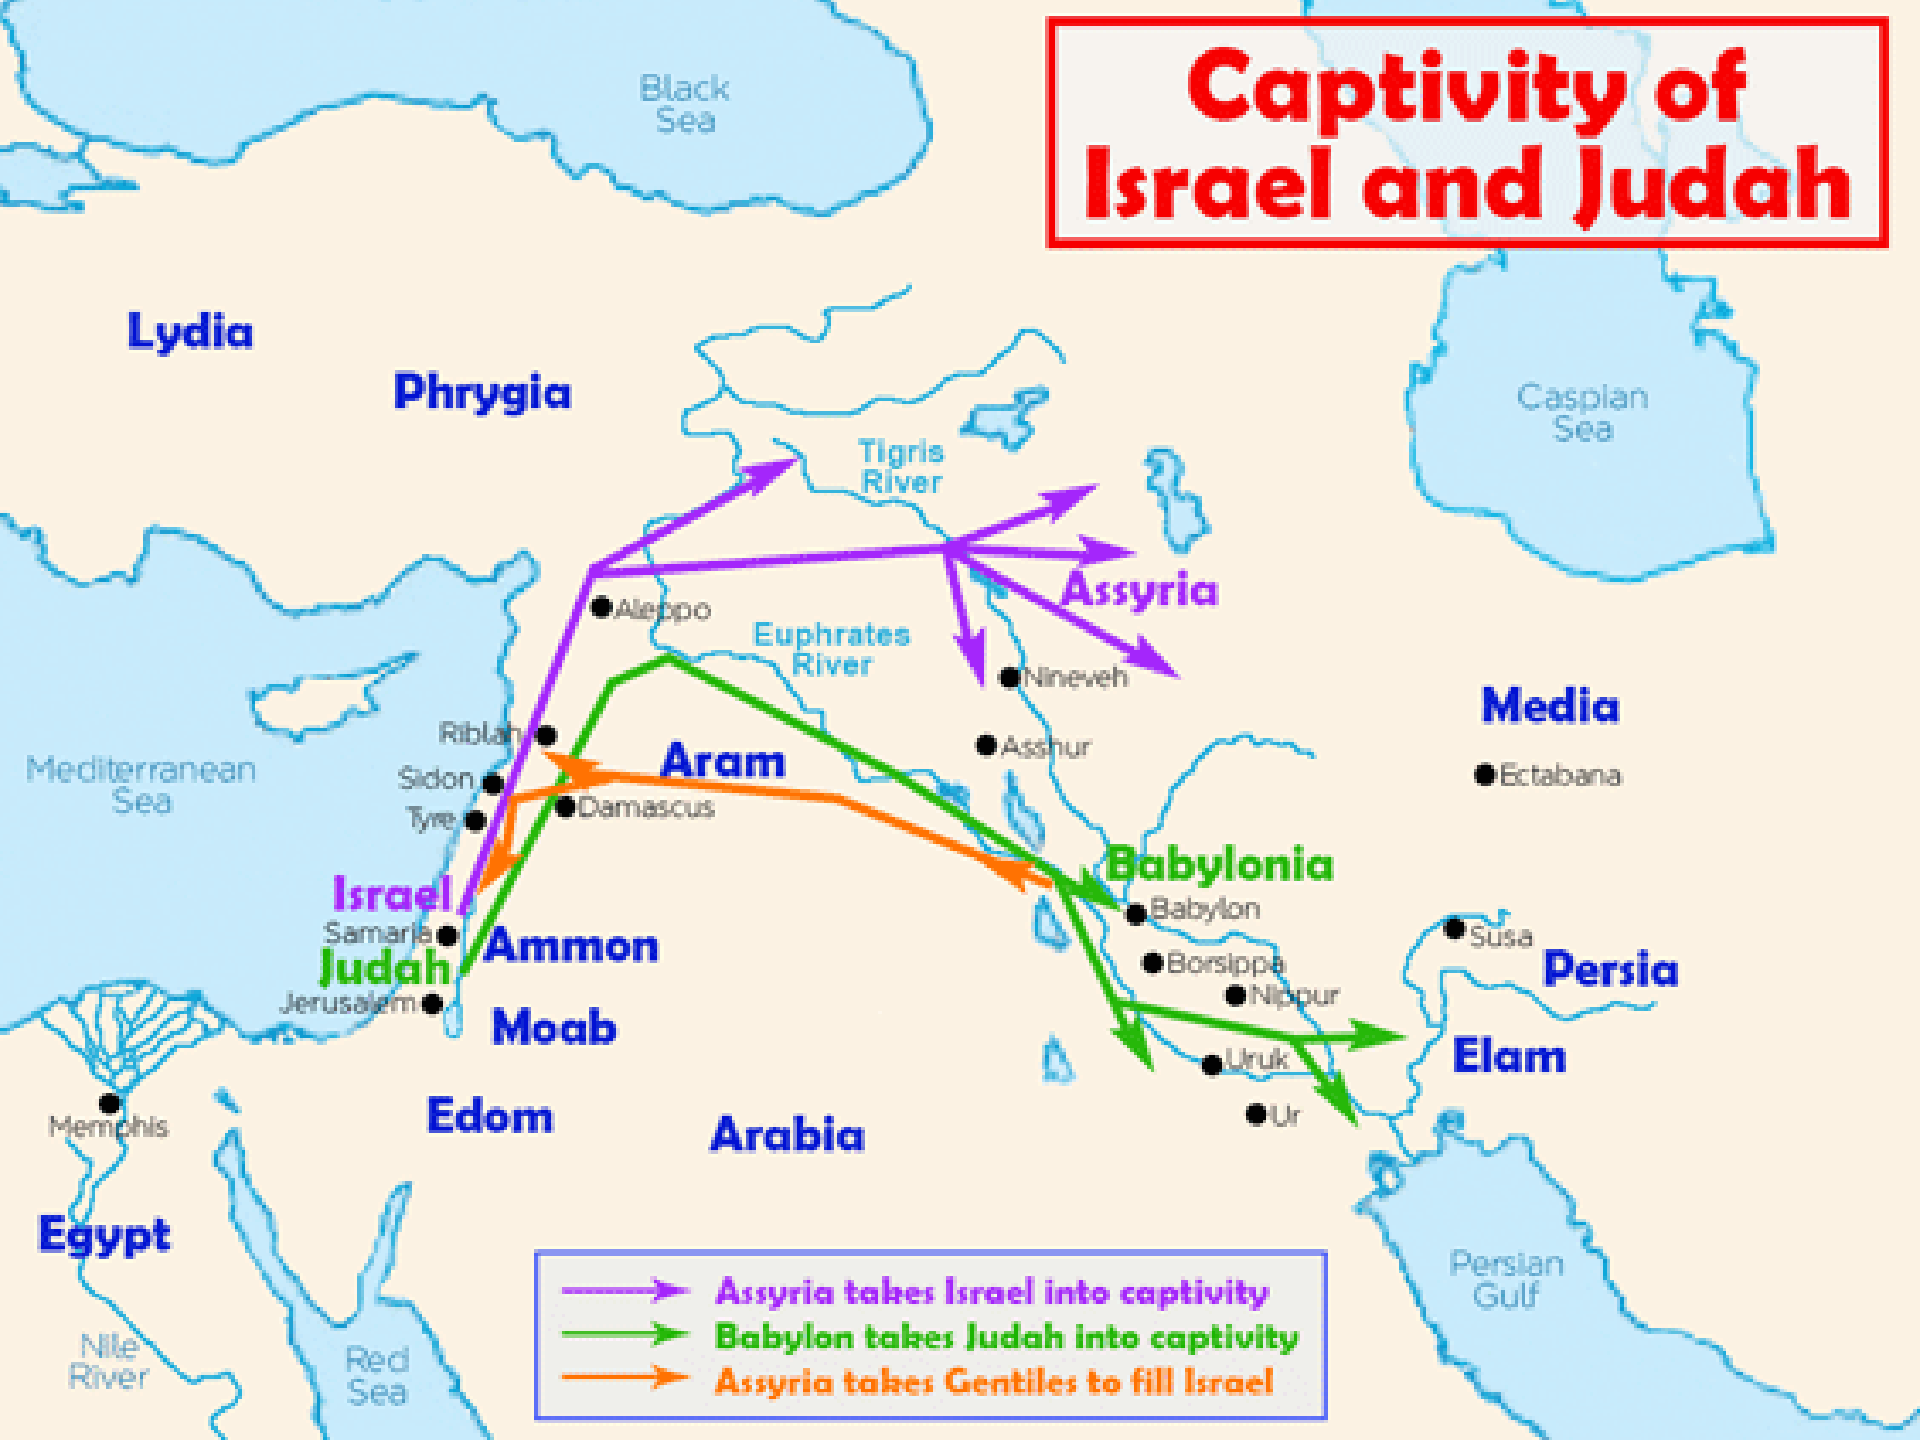 Captivity of
Israel and Judah
Black
Sea
Lydia
Phrygia
Caspian
Sea
Tigris
River
Assyria
Aleppo
Euphrates
River
Nineveh
Media
Riblah
Asshur
Aram
Mediterranean
Sea
Sidon
Ectabana
Tyre
Damascus
Babylonia
Israel
Babylon
Samaria
Ammon
Susa
Judah
Borsippa
Persia
Jerusalem
Nippur
Moab
Uruk
Elam
Memphis
Edom
Ur
Arabia
Egypt
Persian
Gulf
Nile
River
Red
Sea
Assyria takes Israel into captivity
Babylon takes Judah into captivity
Assyria takes Gentiles to fill Israel